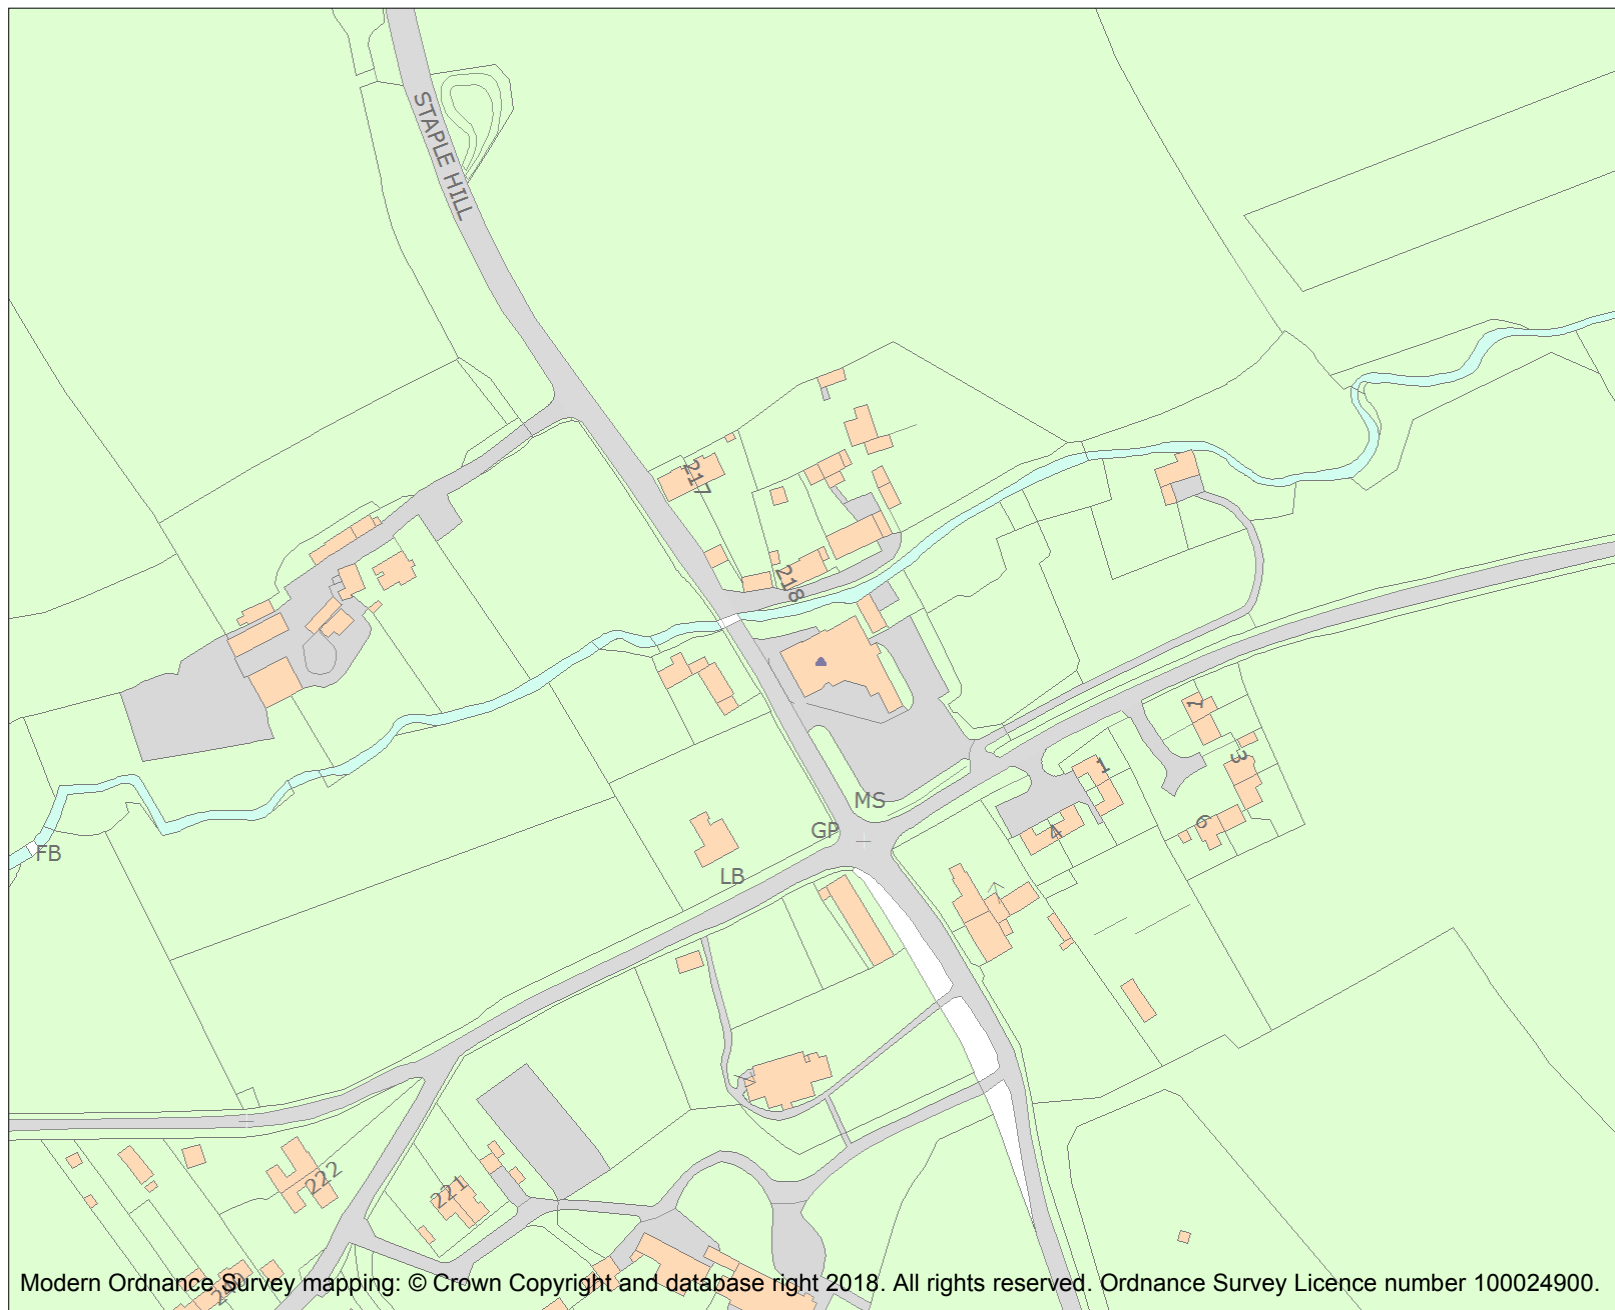 STAPLE HILL
217
218
1
3
1
MS
GP
4
6
FB
LB
222
221
Modern Ordnance Survey mapping: © Crown Copyright and database right 2018. All rights reserved. Ordnance Survey Licence number 100024900.